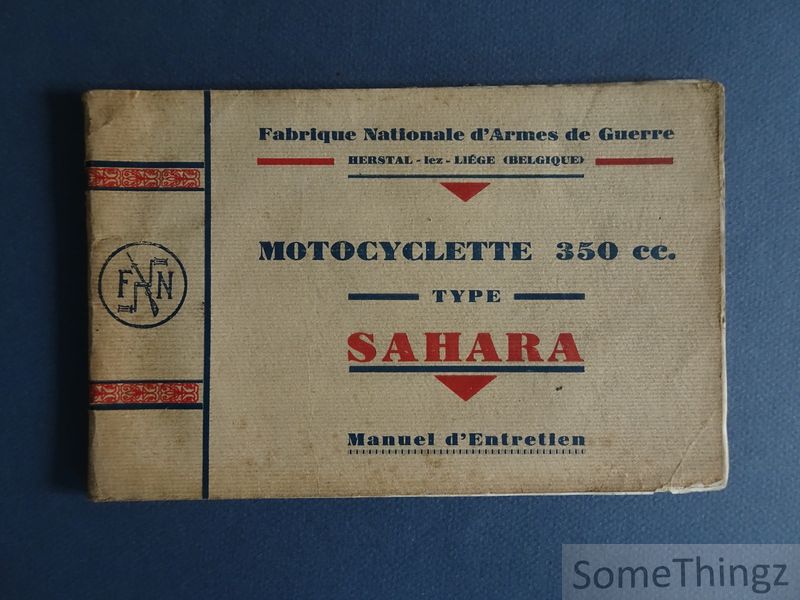 Fabrique Nationale d'Armes de Guerre
HERSTAL - lez - LIÉGE (BELGIQUE)
MOTOCYCLETTE 350 cc.
TYPE
SAHARA
Manuel d'Entretien
FN
SomeThingz